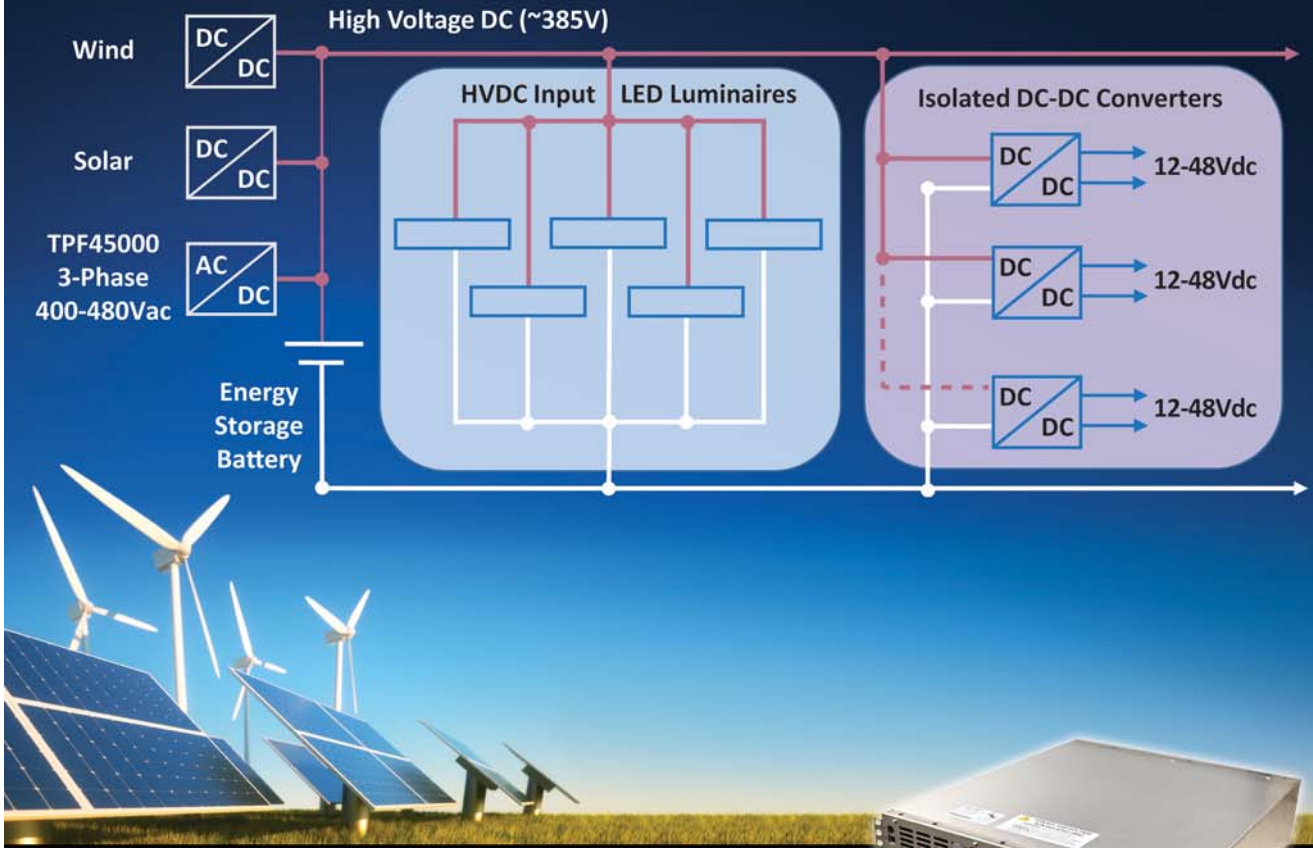 High Voltage DC (~385V)
Wind
DC
DC
HVDC Input LED Luminaires
Isolated DC-DC Converters
Solar
DC
DC
DC
DC
12-48Vdc
TPF45000
3-Phase
400-480Vac
AC
DC
DC
DC
12-48Vdc
Energy
Storage
Battery
DC
DC
12-48Vdc